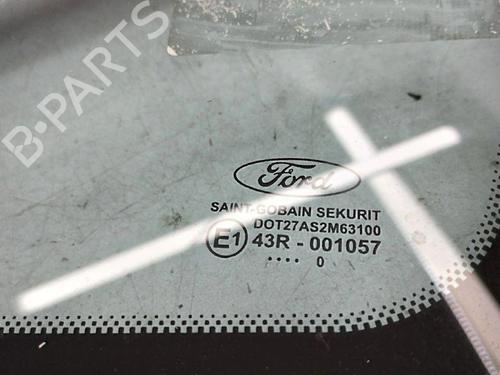 B-PARTS
Ford
SAINT-GOBAIN SEKURIT
DOT27AS2M63100
E1 43R - 001057
.... 0